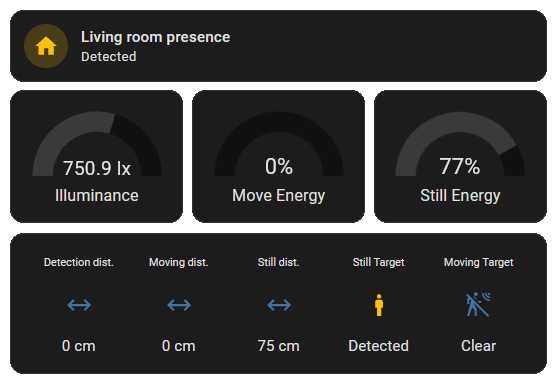 Living room presence
Detected
750.9 lx
Illuminance
0%
Move Energy
77%
Still Energy
Detection dist. Moving dist. Still dist. Still Target Moving Target
0 cm 0 cm 75 cm Detected Clear